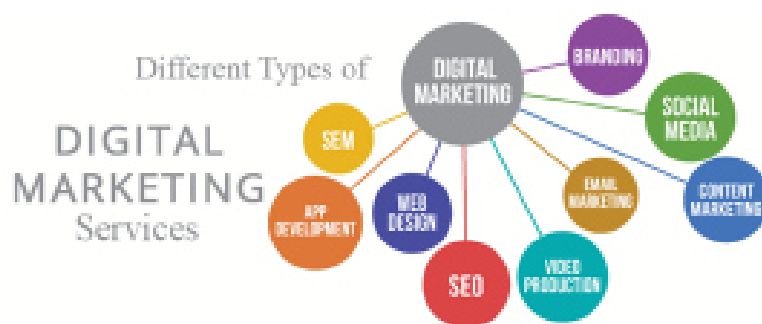 Different Types of
DIGITAL
MARKETING
Services
DIGITAL
MARKETING
BRANDING
SOCIAL
MEDIA
SEM
CONTENT
MARKETING
EMAIL
MARKETING
APP
DEVELOPMENT
WEB
DESIGN
SEO
VIDEO
PRODUCTION